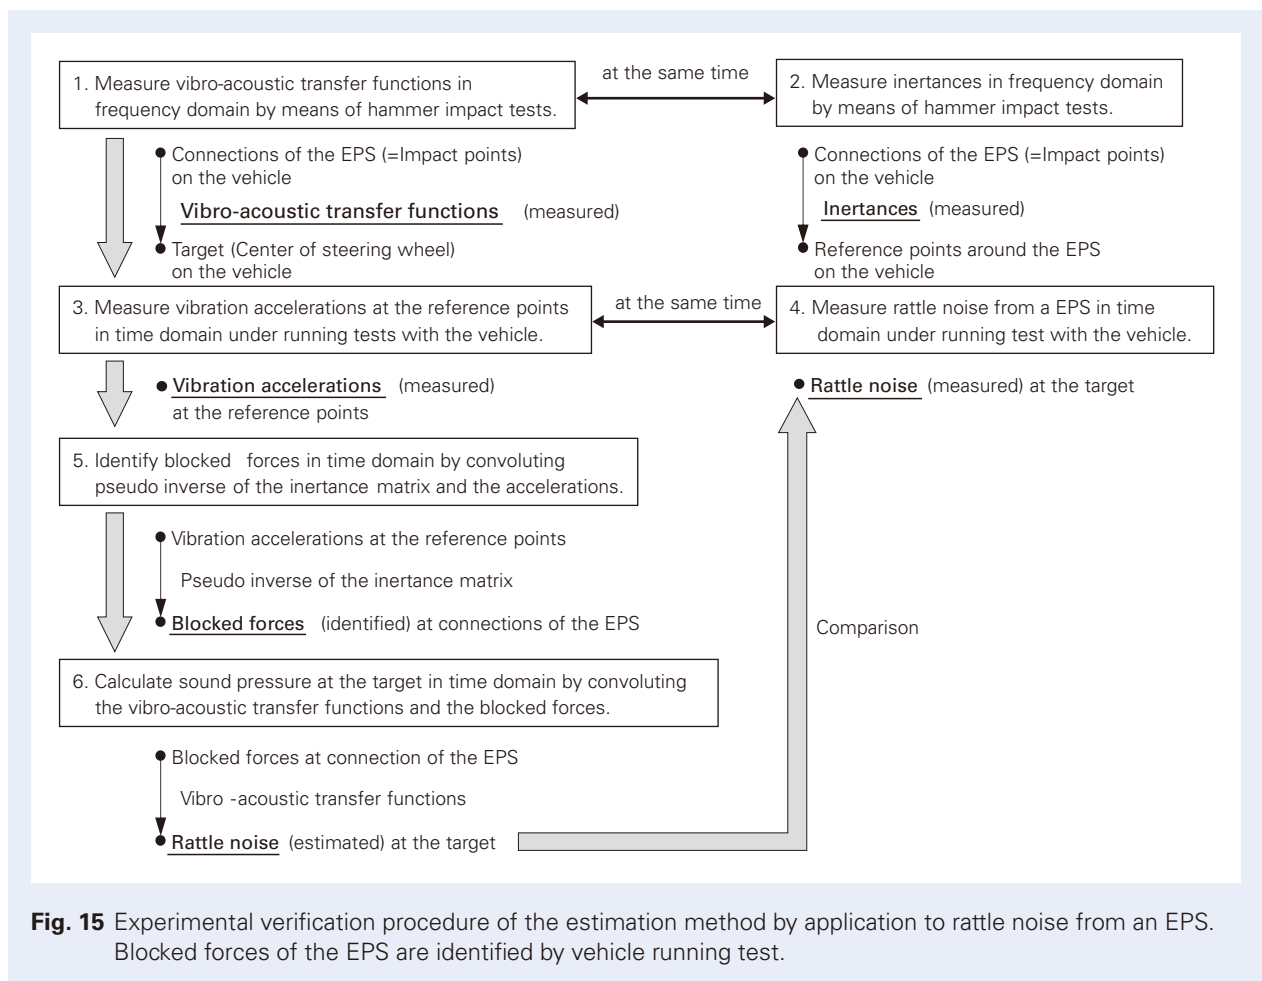 1. Measure vibro-acoustic transfer functions in
frequency domain by means of hammer impact tests.
at the same time
2. Measure inertances in frequency domain
by means of hammer impact tests.
Connections of the EPS (=Impact points)
on the vehicle
Vibro-acoustic transfer functions (measured)
Target (Center of steering wheel)
on the vehicle
Connections of the EPS (=Impact points)
on the vehicle
Inertances (measured)
Reference points around the EPS
on the vehicle
3. Measure vibration accelerations at the reference points
in time domain under running tests with the vehicle.
at the same time
4. Measure rattle noise from a EPS in time
domain under running test with the vehicle.
Vibration accelerations (measured)
at the reference points
Rattle noise (measured) at the target
5. Identify blocked forces in time domain by convoluting
pseudo inverse of the inertance matrix and the accelerations.
Vibration accelerations at the reference points
Pseudo inverse of the inertance matrix
Blocked forces (identified) at connections of the EPS
Comparison
6. Calculate sound pressure at the target in time domain by convoluting
the vibro-acoustic transfer functions and the blocked forces.
Blocked forces at connection of the EPS
Vibro -acoustic transfer functions
Rattle noise (estimated) at the target
Fig. 15 Experimental verification procedure of the estimation method by application to rattle noise from an EPS.
Blocked forces of the EPS are identified by vehicle running test.